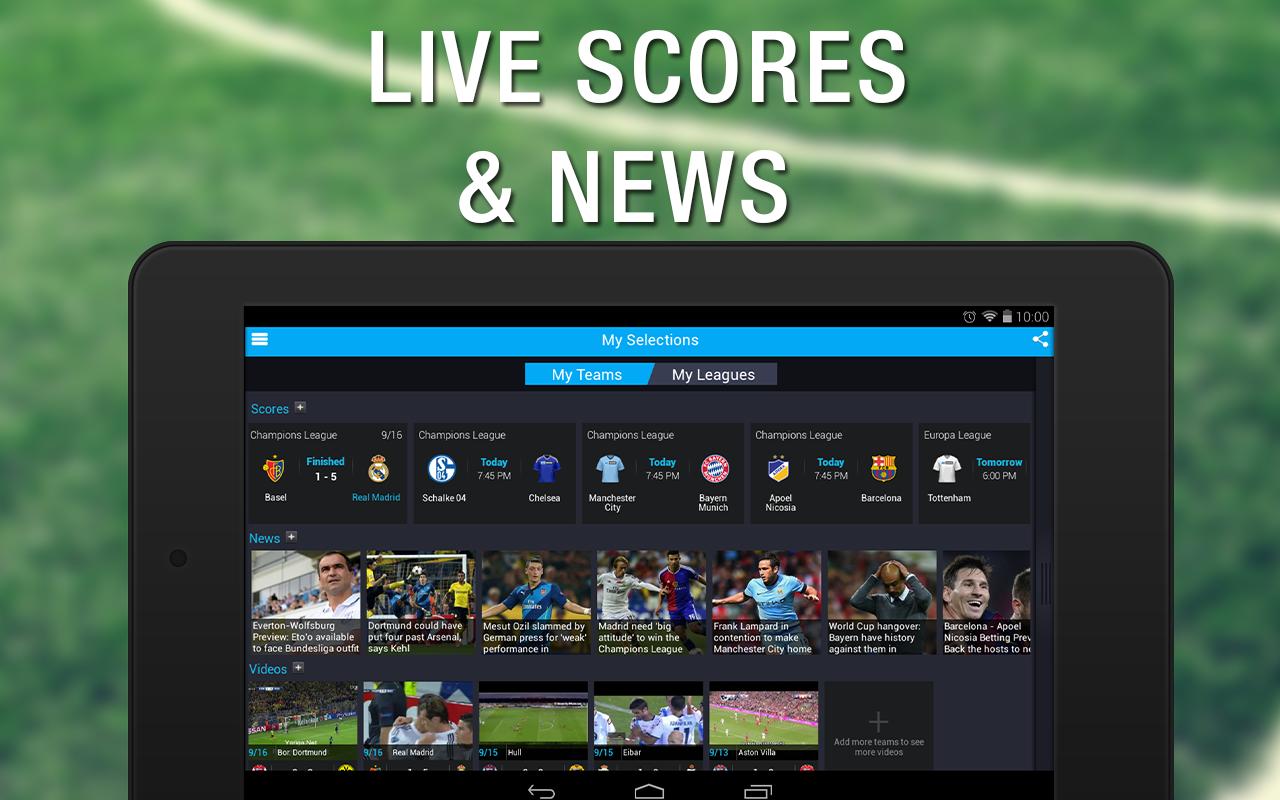 LIVE SCORES
& NEWS
10:00
My Selections
My Teams
My Leagues
Scores
Champions League 9/16
Finished
1 - 5
Basel
Real Madrid
Champions League
Today
7:45 PM
Schalke 04
Chelsea
Champions League
Today
7:45 PM
Manchester
City
Bayern
Munich
Champions League
Today
7:45 PM
Apoel
Nicosia
Barcelona
Europa League
Tomorrow
6:00 PM
Tottenham
News
Everton-Wolfsburg
Preview: Eto'o available
to face Bundesliga outfit
Dortmund could have
put four past Arsenal,
says Kehl
Mesut Ozil slammed by
German press for 'weak'
performance in
Madrid need 'big
attitude' to win the
Champions League
Frank Lampard in
contention to make
Manchester City home
World Cup hangover:
Bayern have history
against them in
Barcelona - Apoel
Nicosia Betting Prev
Back the hosts to
Videos
9/16 Bor. Dortmund
9/15 Real Madrid
9/15 Hull
9/15 Eibar
9/13 Aston Villa
Add more teams to see
more videos